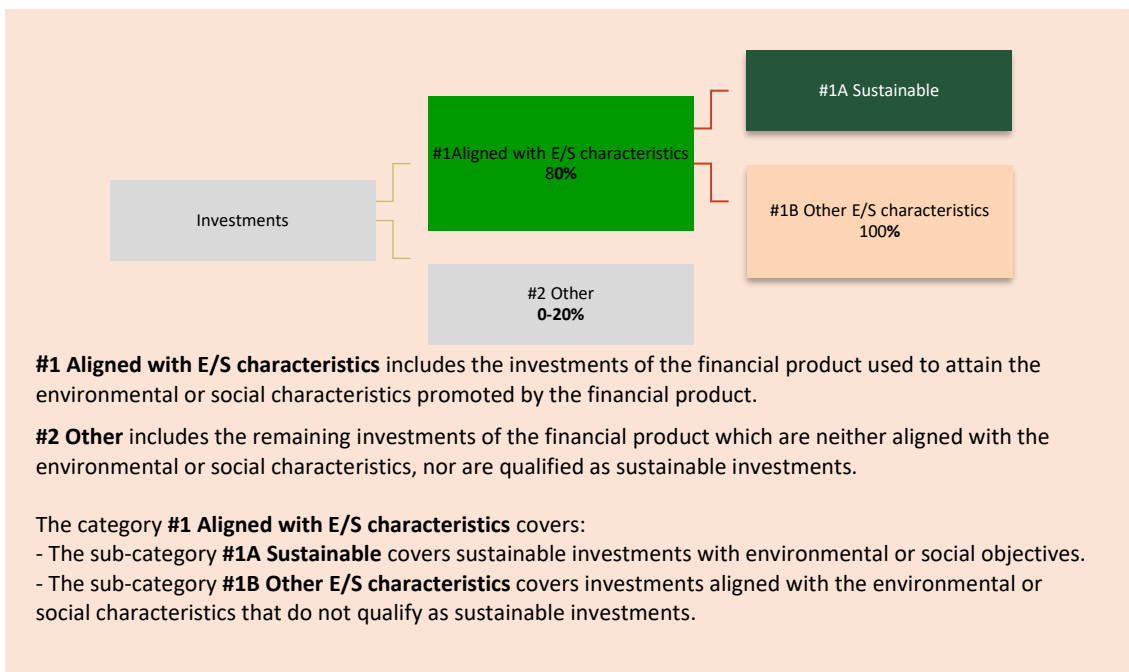 #1A Sustainable
#1Aligned with E/S characteristics
80%
Investments
#1B Other E/S characteristics
100%
#2 Other
0-20%
#1 Aligned with E/S characteristics includes the investments of the financial product used to attain the
environmental or social characteristics promoted by the financial product.
#2 Other includes the remaining investments of the financial product which are neither aligned with the
environmental or social characteristics, nor are qualified as sustainable investments.
The category #1 Aligned with E/S characteristics covers:
- The sub-category #1A Sustainable covers sustainable investments with environmental or social objectives.
- The sub-category #1B Other E/S characteristics covers investments aligned with the environmental or
social characteristics that do not qualify as sustainable investments.